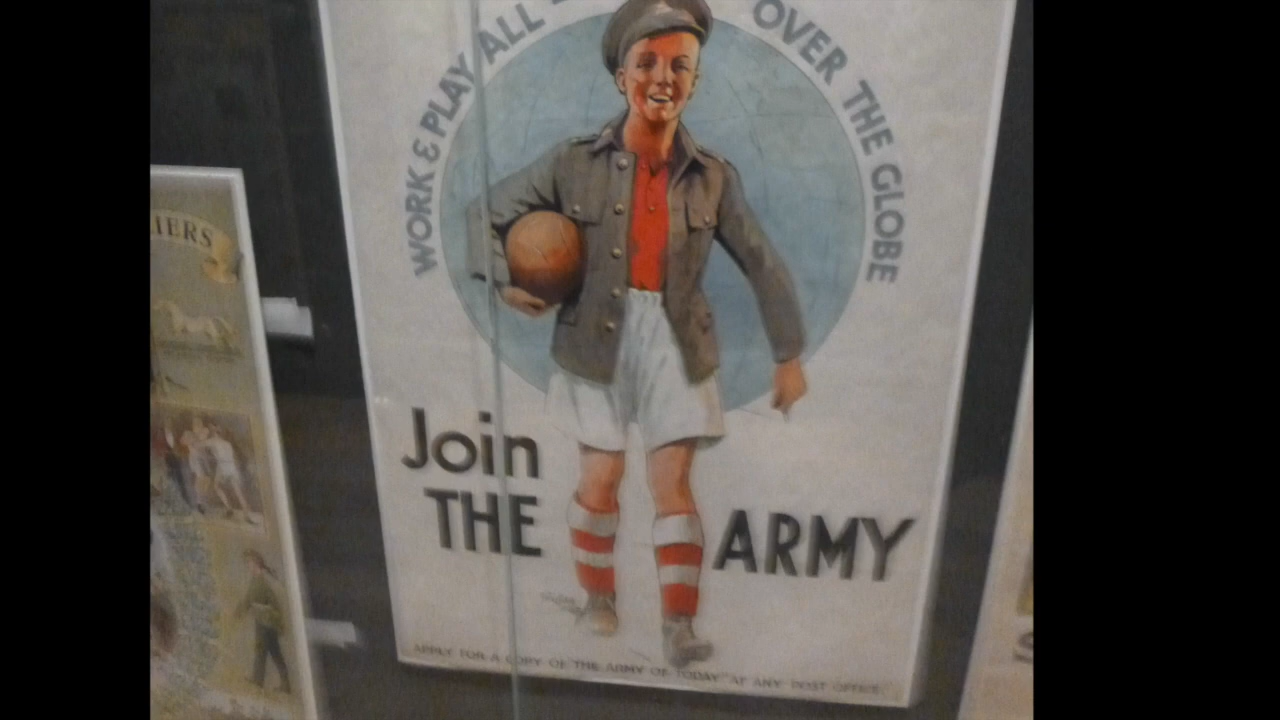 WORK & PLAY ALL OVER THE GLOBE
Join
THE ARMY
APPLY FOR A COPY OF "THE ARMY OF TODAY" AT ANY POST OFFICE.
IERS